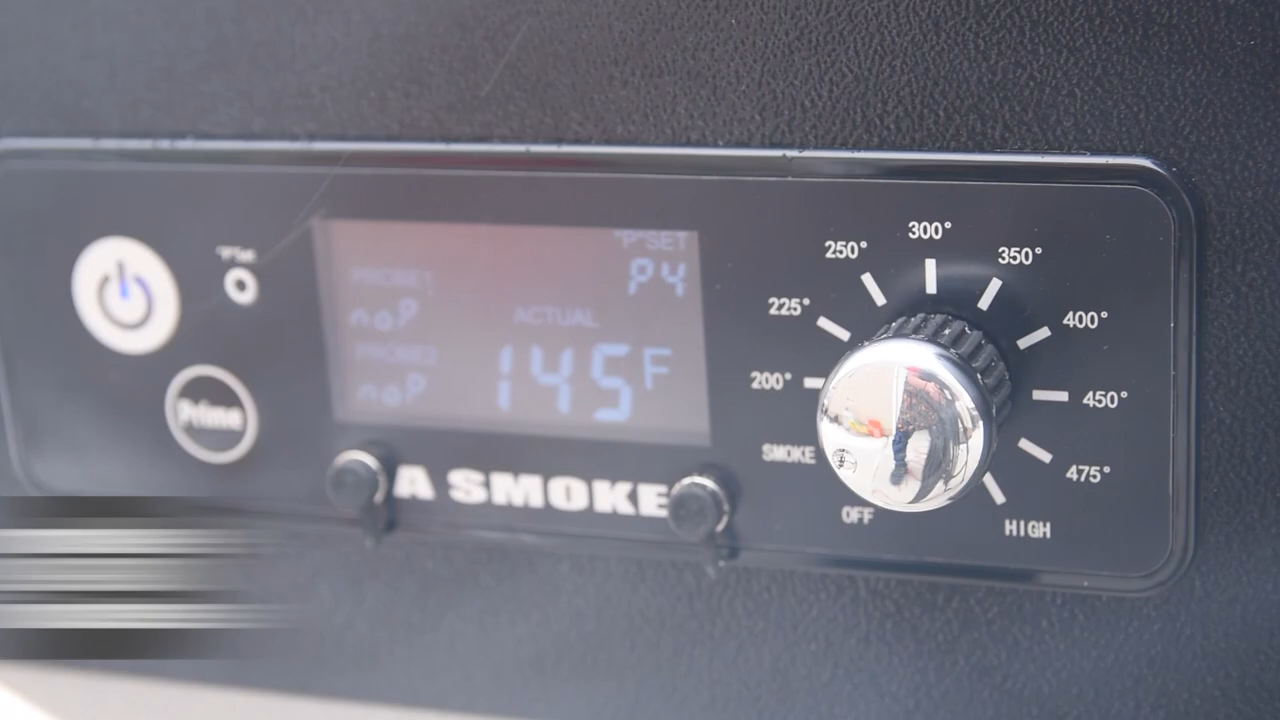 "P"Set
Prime
"P"SET
P4
PROBE1
noP
ACTUAL
PROBE2
noP
145F
A SMOKE
OFF
SMOKE
200°
225°
250°
300°
350°
400°
450°
475°
HIGH